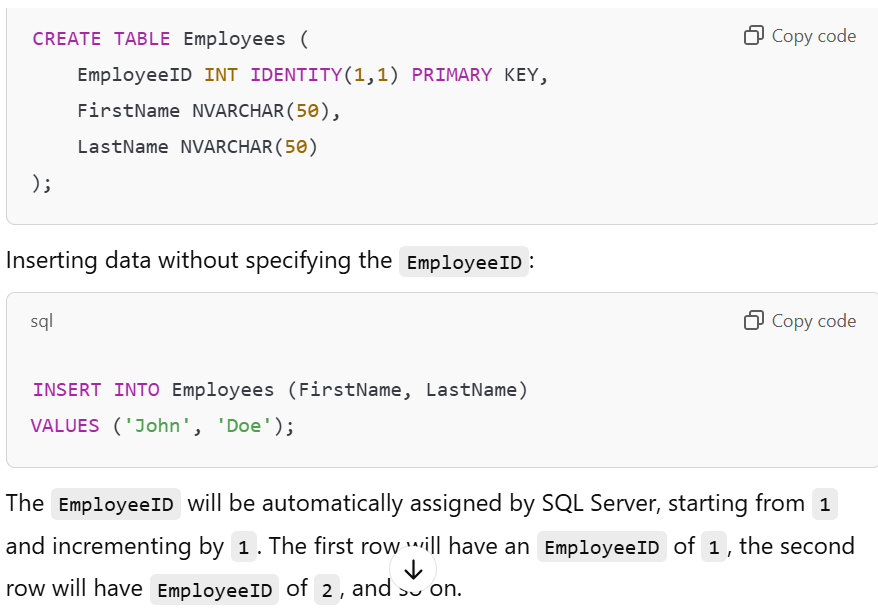 CREATE TABLE Employees (
Copy code
EmployeeID INT IDENTITY(1,1) PRIMARY KEY,
FirstName NVARCHAR(50),
LastName NVARCHAR(50)
);
Inserting data without specifying the EmployeeID:
sql
Copy code
INSERT INTO Employees (FirstName, LastName)
VALUES ('John', 'Doe');
The EmployeeID will be automatically assigned by SQL Server, starting from 1
and incrementing by 1. The first row will have an EmployeeID of 1, the second
row will have EmployeeID of 2, and so on.